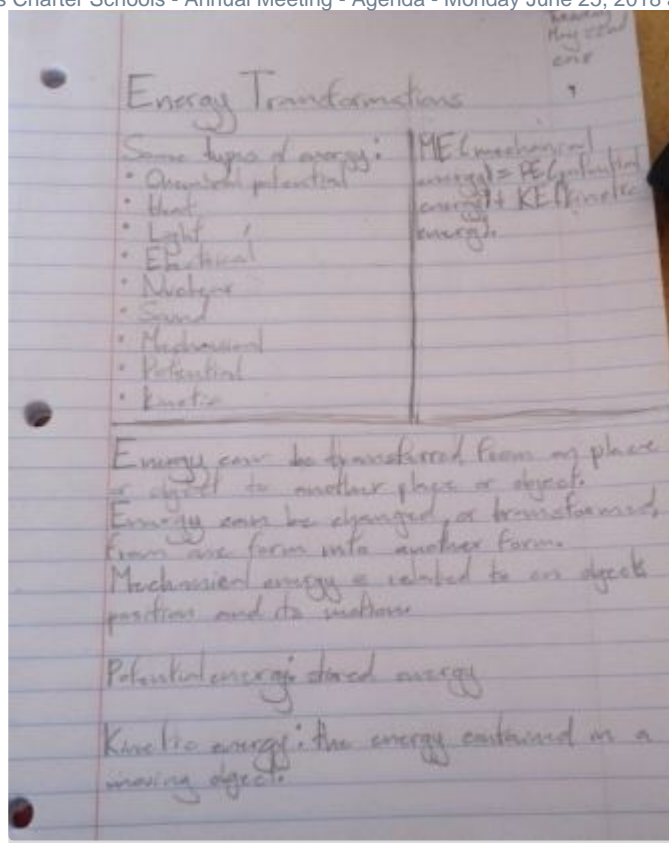 s Charter Schools - Annual Meeting - Agenda - Monday June 25, 2018
May 22nd
Energy Transformations
Some types of energy:
• Chemical potential
• Heat
• Light
• Electrical
• Nuclear
• Sound
• Mechanical
• Potential
• Kinetic
ME (mechanical
energy) = PE (potential
energy) + KE (kinetic
energy).
Energy can be transferred from place
or object to another place or object.
Energy can be changed, or transformed,
from one form into another form.
Mechanical energy is related to an objects
position and its motion
Potential energy: stored energy
Kinetic energy: the energy contained in a
moving object.